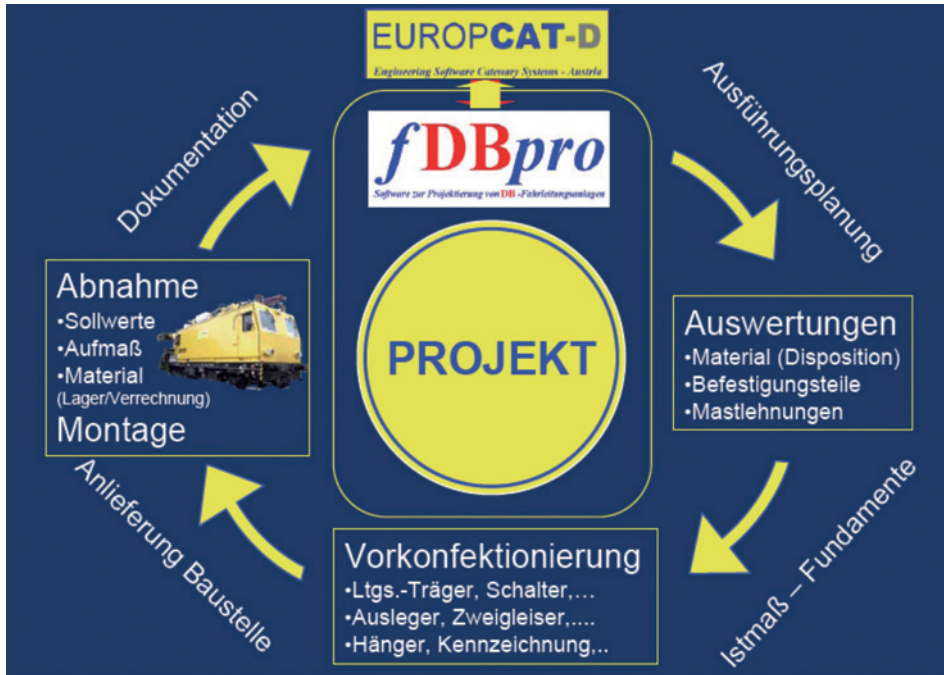 EUROPCAT-D
Engineering Software Catenary Systems - Austria
fDBpro
Software zur Projektierung von DB-Fahrleitungsanlagen
PROJEKT
Ausführungsplanung
Auswertungen
•Material (Disposition)
•Befestigungsteile
•Mastlehnungen
Istmaß – Fundamente
Vorkonfektionierung
•Ltgs.-Träger, Schalter,...
•Ausleger, Zweigleiser,....
•Hänger, Kennzeichnung,..
Anlieferung Baustelle
Abnahme
•Sollwerte
•Aufmaß
•Material
(Lager/Verrechnung)
Montage
Dokumentation